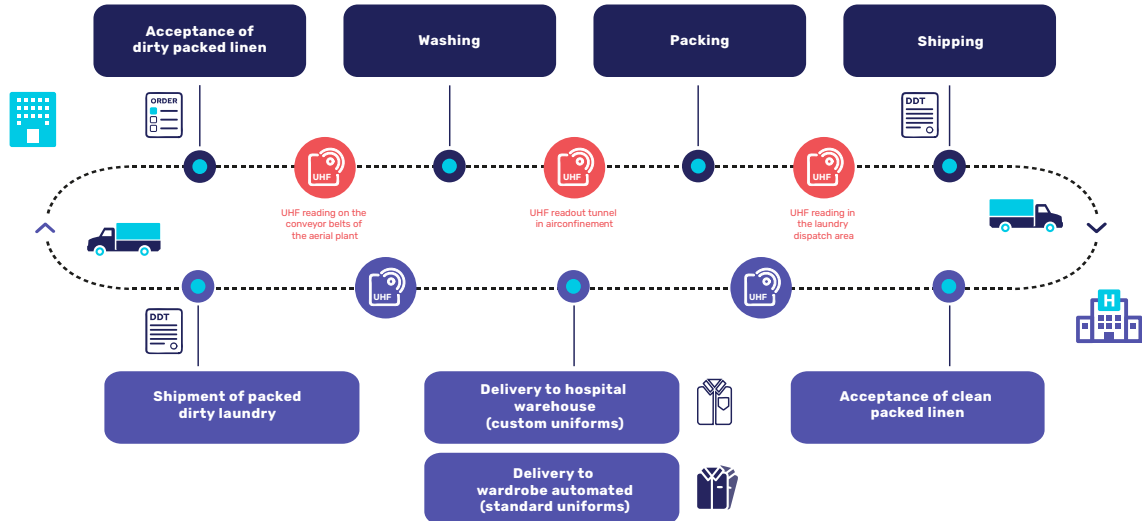 Acceptance of
dirty packed linen
Washing
Packing
Shipping
ORDER
DDT
UHF
UHF
UHF
UHF reading on the
conveyor belts of
the aerial plant
UHF readout tunnel
in airconfinement
UHF reading in
the laundry
dispatch area
UHF
UHF
H
DDT
Shipment of packed
dirty laundry
Delivery to hospital
warehouse
(custom uniforms)
Acceptance of clean
packed linen
Delivery to
wardrobe automated
(standard uniforms)